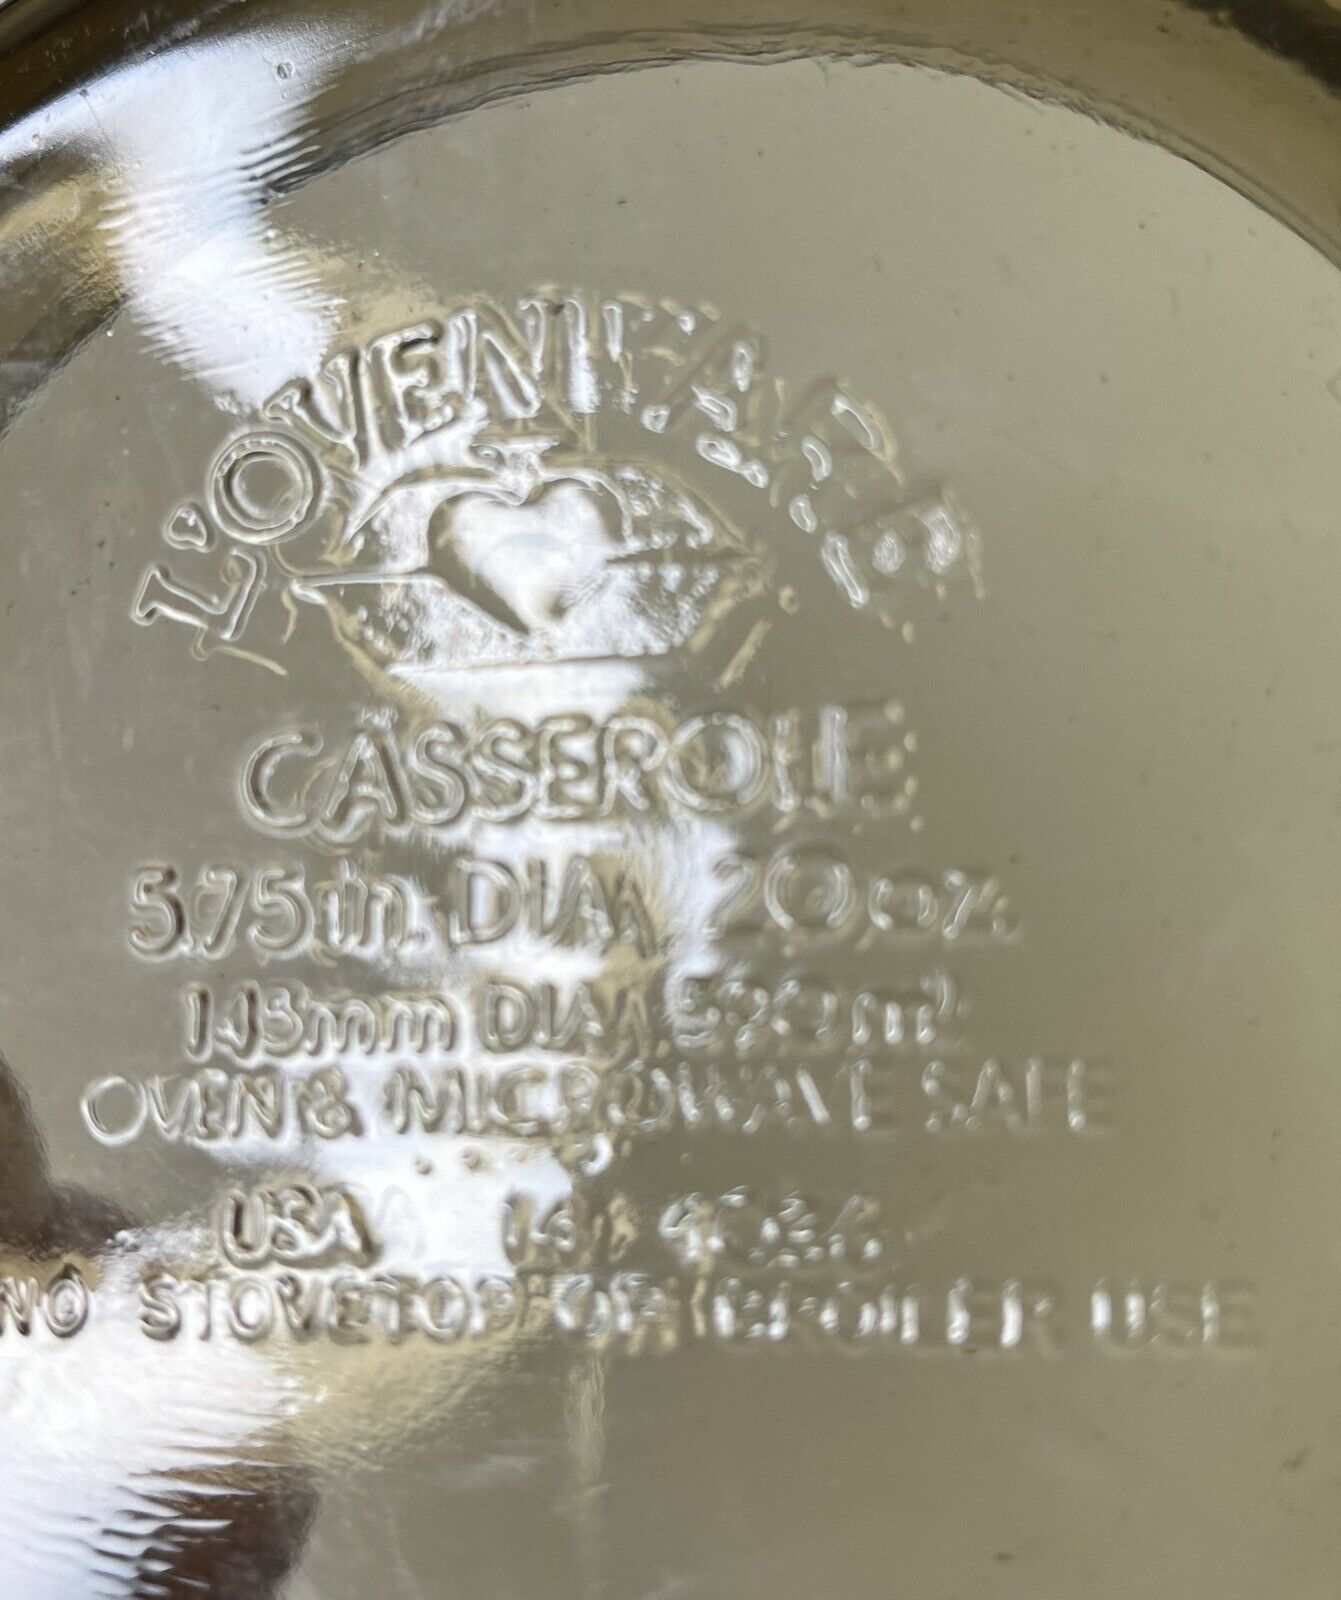 L'OVENWARE
CASSEROLE
5.75 in. DIA. 20 oz.
145mm DIA. 590 ml
OVEN & MICROWAVE SAFE
USA
NO STOVETOP OR BROILER USE